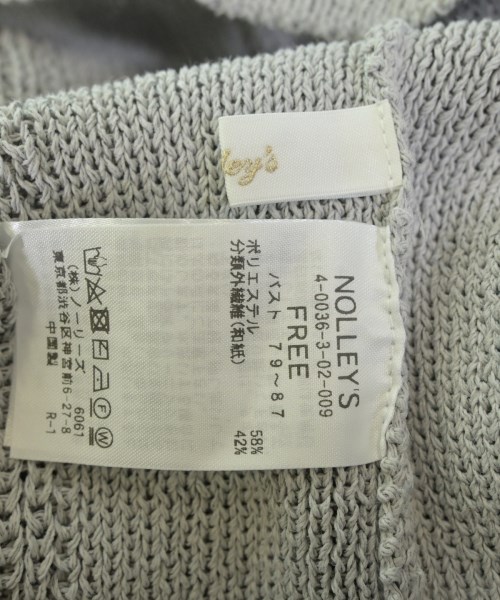 ley's
NOLLEY'S
4-0036-3-02-009
FREE
バスト 79〜87
ポリエステル 58%
分類外繊維(和紙) 42%
(株)ノーリーズ 6061
東京都渋谷区神宮前6-27-8
中国製 R-1
F
W